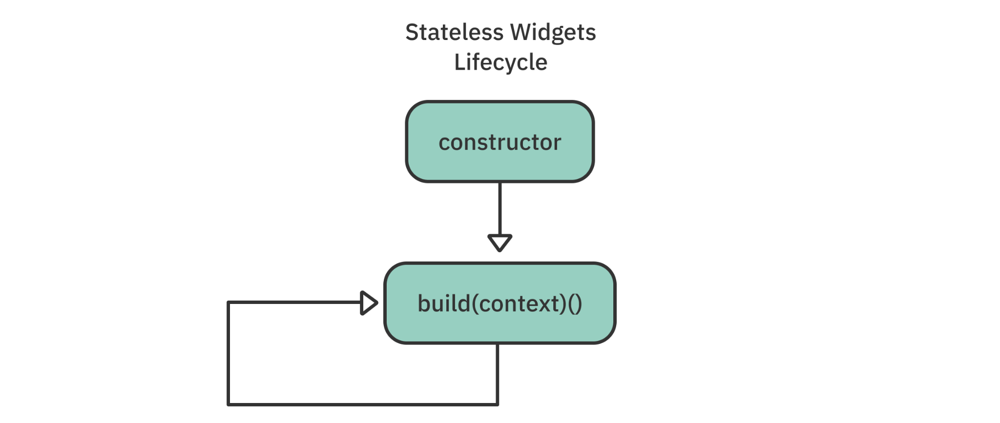 Stateless Widgets
Lifecycle
constructor
build(context)()